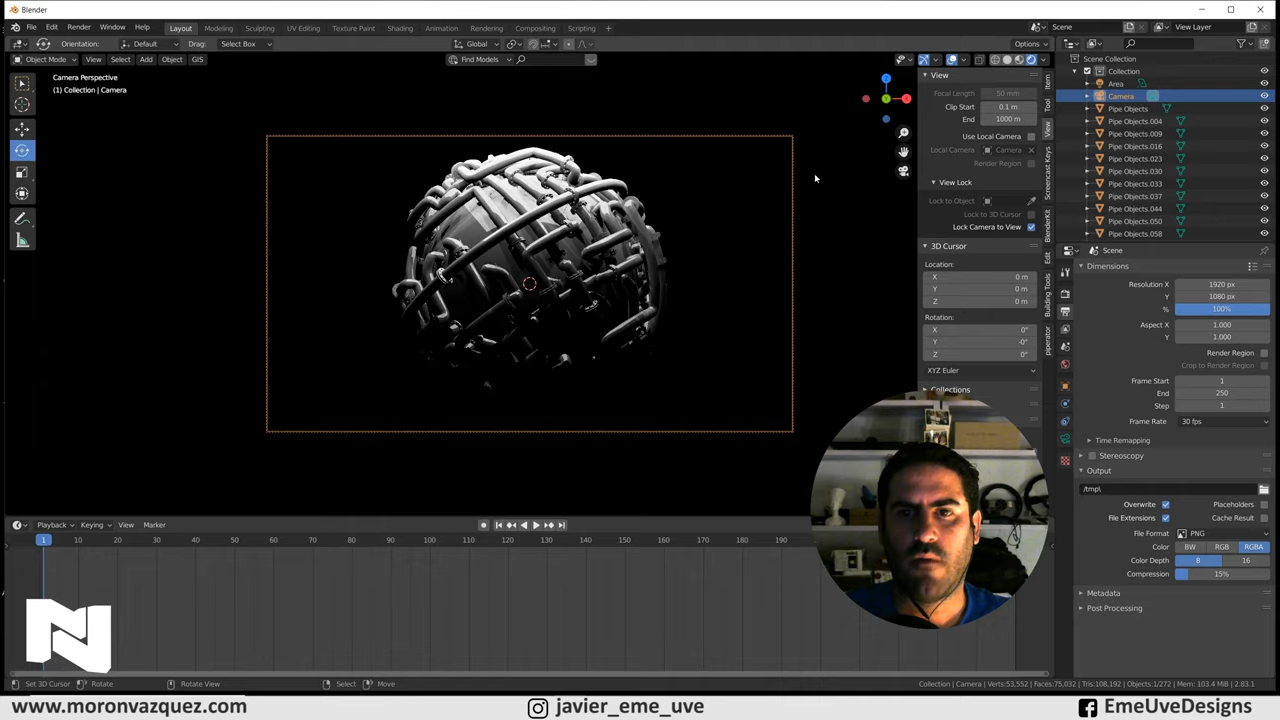 Blender
File Edit Render Window Help Layout Modeling Sculpting UV Editing Texture Paint Shading Animation Rendering Compositing Scripting Scene View Layer
Orientation: Default Drag: Select Box Global Options
Object Mode View Select Add Object GIS Find Models
Camera Perspective
(1) Collection | Camera
View
Focal Length 50 mm
Clip Start 0.1 m
End 1000 m
Use Local Camera
Local Camera Camera
Render Region
View Lock
Lock to Object
Lock to 3D Cursor
Lock Camera to View
3D Cursor
Location:
X 0 m
Y 0 m
Z 0 m
Rotation:
X 0°
Y -0°
Z 0°
XYZ Euler
Collections
Item
Tool
View
Screencast Keys
BlenderKit
Edit
Building Tools
piperator
Scene Collection
Collection
Area
Camera
Pipe Objects
Pipe Objects.004
Pipe Objects.009
Pipe Objects.016
Pipe Objects.023
Pipe Objects.030
Pipe Objects.033
Pipe Objects.037
Pipe Objects.044
Pipe Objects.050
Pipe Objects.058
Scene
Dimensions
Resolution X 1920 px
Y 1080 px
% 100%
Aspect X 1.000
Y 1.000
Render Region
Crop to Render Region
Frame Start 1
End 250
Step 1
Frame Rate 30 fps
Time Remapping
Stereoscopy
Output
/tmp\
Overwrite Placeholders
File Extensions Cache Result
File Format PNG
Color BW RGB RGBA
Color Depth 8 16
Compression 15%
Metadata
Post Processing
Playback Keying View Marker
1 10 20 30 40 50 60 70 80 90 100 110 120 130 140 150 160 170 180 190
N
Set 3D Cursor Rotate Rotate View Select Move Collection | Camera | Verts:53,552 | Faces:75,032 | Tris:108,192 | Objects:1/272 | Mem: 103.4 MiB | 2.83.1
www.moronvazquez.com javier_eme_uve EmeUveDesigns